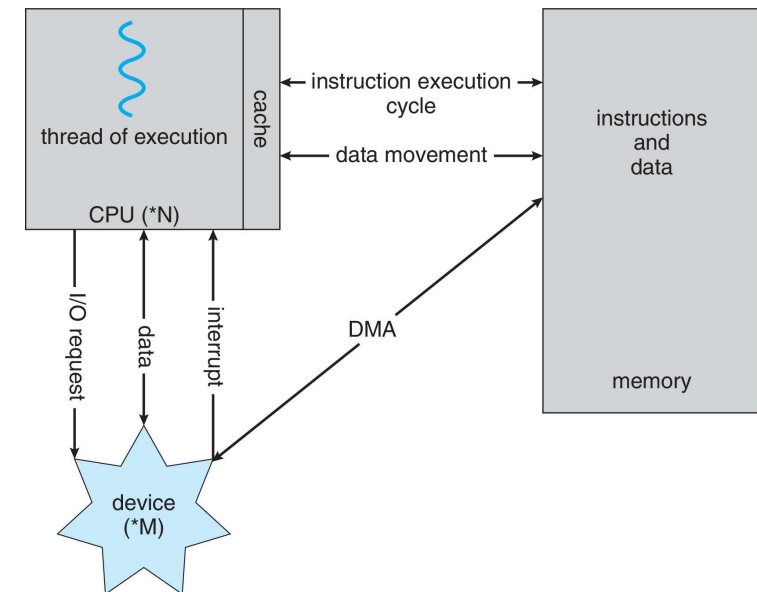 thread of execution
CPU (*N)
cache
instruction execution
cycle
data movement
instructions
and
data
memory
I/O request
data
interrupt
DMA
device
(*M)